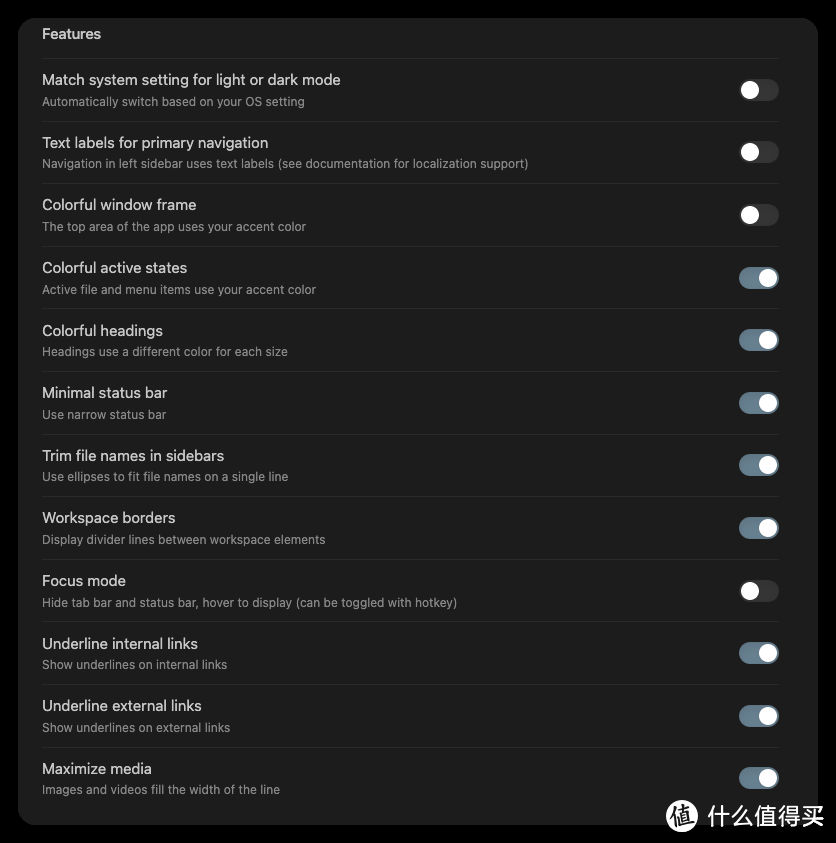 Features
Match system setting for light or dark mode
Automatically switch based on your OS setting
Text labels for primary navigation
Navigation in left sidebar uses text labels (see documentation for localization support)
Colorful window frame
The top area of the app uses your accent color
Colorful active states
Active file and menu items use your accent color
Colorful headings
Headings use a different color for each size
Minimal status bar
Use narrow status bar
Trim file names in sidebars
Use ellipses to fit file names on a single line
Workspace borders
Display divider lines between workspace elements
Focus mode
Hide tab bar and status bar, hover to display (can be toggled with hotkey)
Underline internal links
Show underlines on internal links
Underline external links
Show underlines on external links
Maximize media
Images and videos fill the width of the line
值 什么值得买